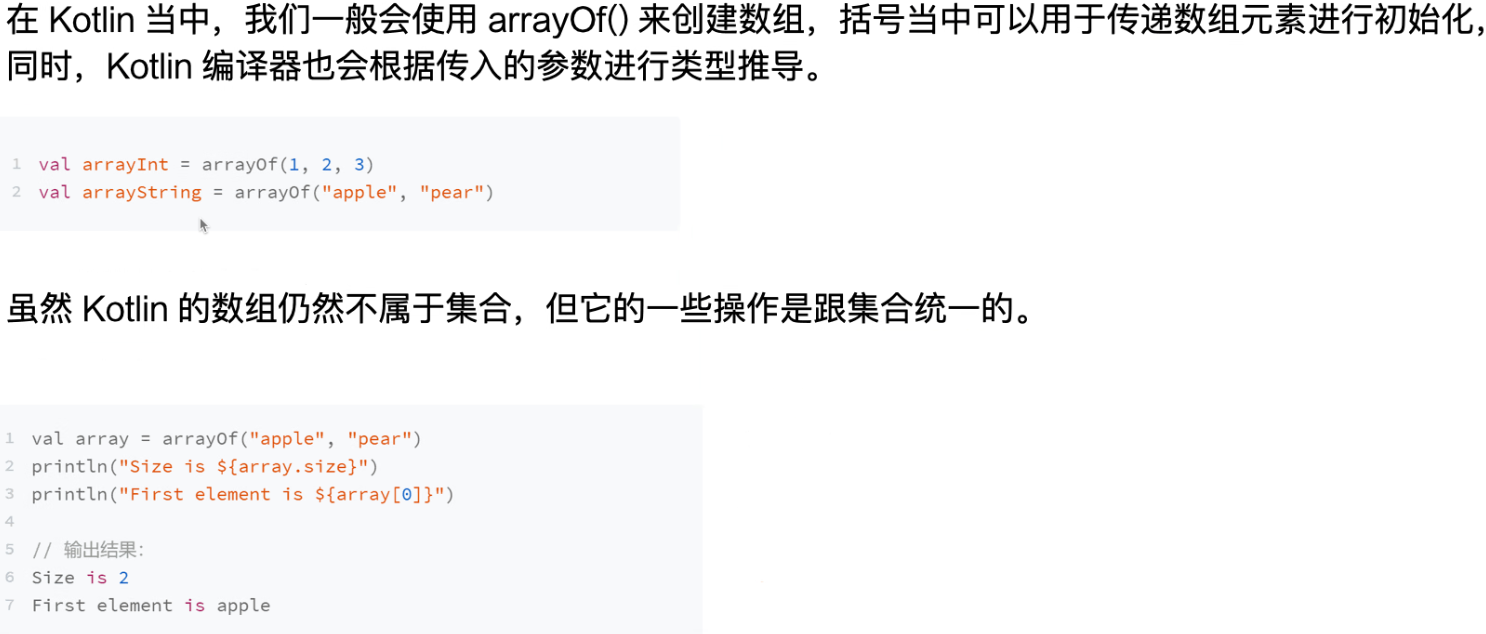 在 Kotlin 当中，我们一般会使用 arrayOf() 来创建数组，括号当中可以用于传递数组元素进行初始化，
同时，Kotlin 编译器也会根据传入的参数进行类型推导。
1 val arrayInt = arrayOf(1, 2, 3)
2 val arrayString = arrayOf("apple", "pear")
虽然 Kotlin 的数组仍然不属于集合，但它的一些操作是跟集合统一的。
1 val array = arrayOf("apple", "pear")
2 println("Size is ${array.size}")
3 println("First element is ${array[0]}")
4
5 // 输出结果：
6 Size is 2
7 First element is apple